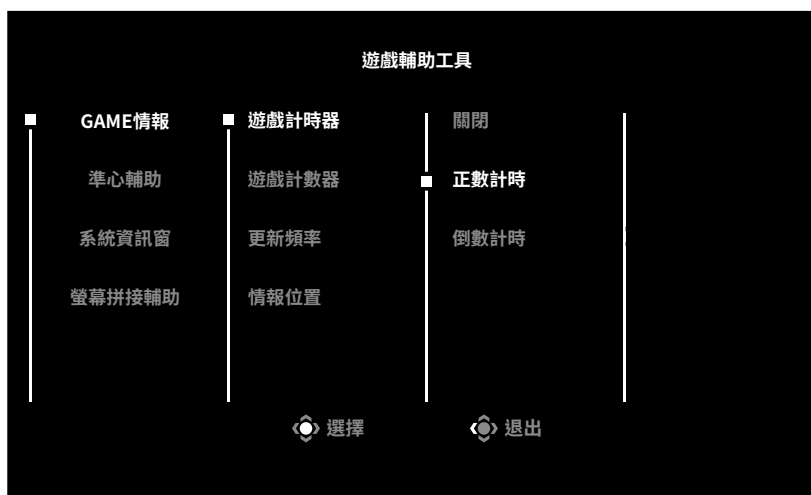 遊戲輔助工具
GAME情報
遊戲計時器
關閉
準心輔助
遊戲計數器
正數計時
系統資訊窗
更新頻率
倒數計時
螢幕拼接輔助
情報位置
選擇
退出